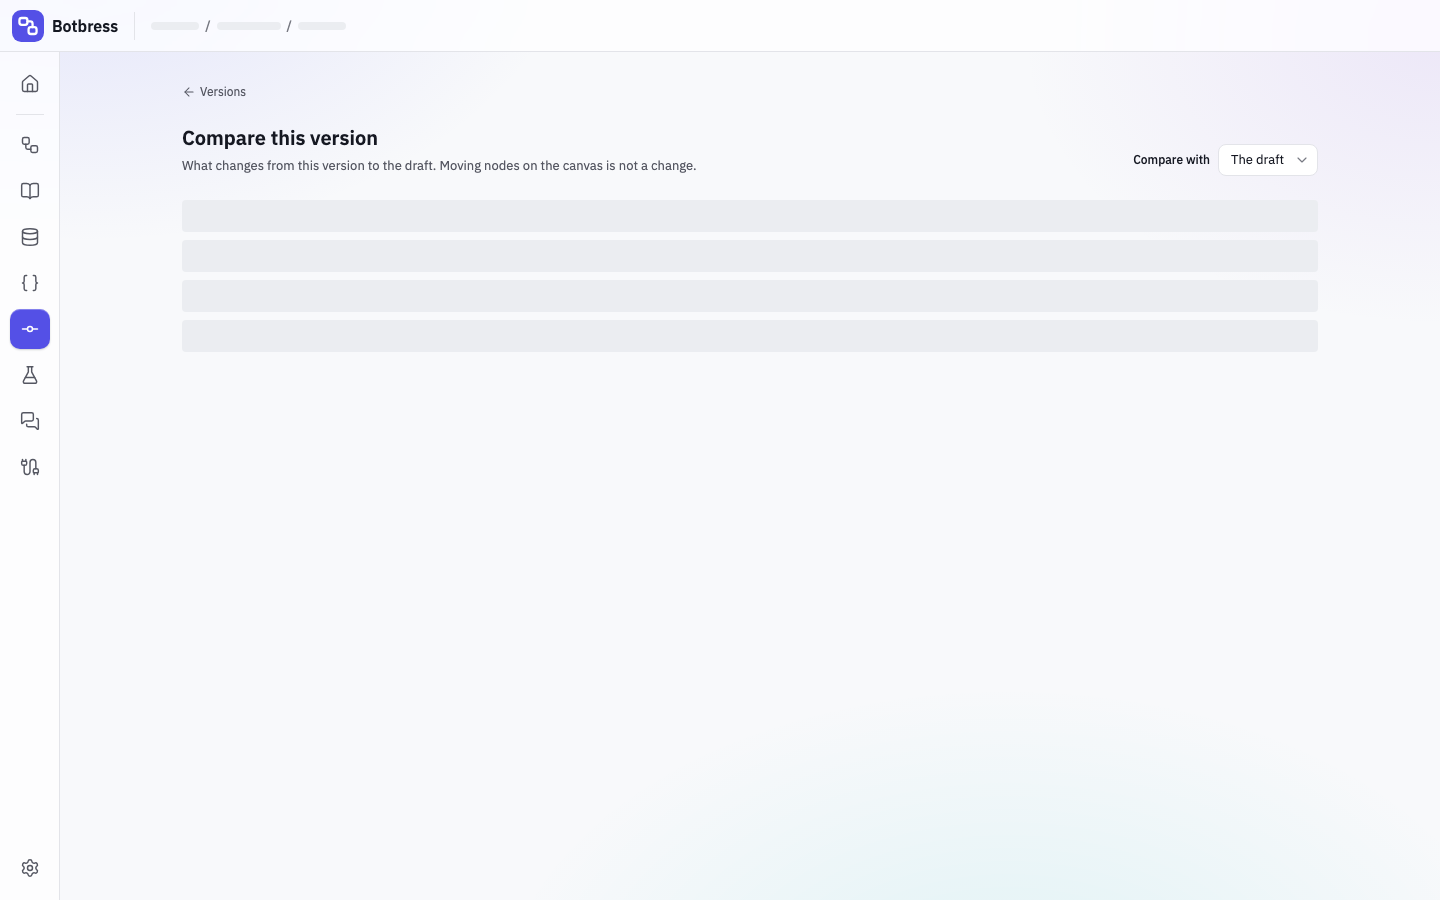 Botbress
/ /
Versions
Compare this version
What changes from this version to the draft. Moving nodes on the canvas is not a change.
Compare with
The draft